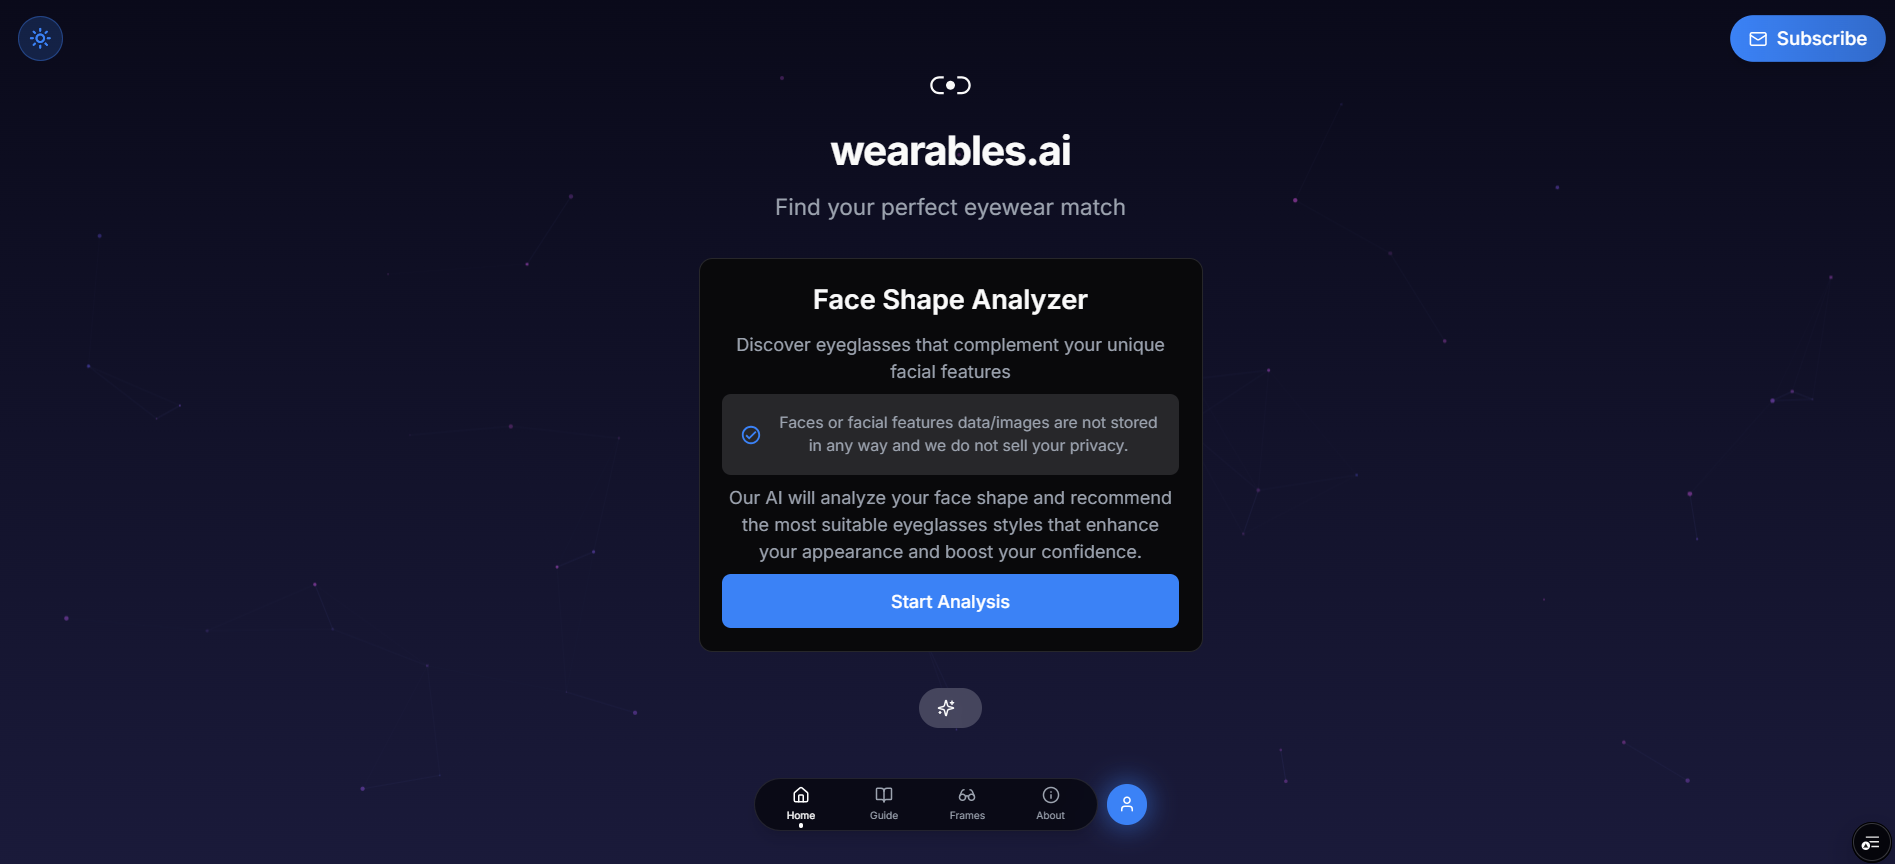 Subscribe
wearables.ai
Find your perfect eyewear match
Face Shape Analyzer
Discover eyeglasses that complement your unique
facial features
Faces or facial features data/images are not stored
in any way and we do not sell your privacy.
Our AI will analyze your face shape and recommend
the most suitable eyeglasses styles that enhance
your appearance and boost your confidence.
Start Analysis
Home
Guide
Frames
About